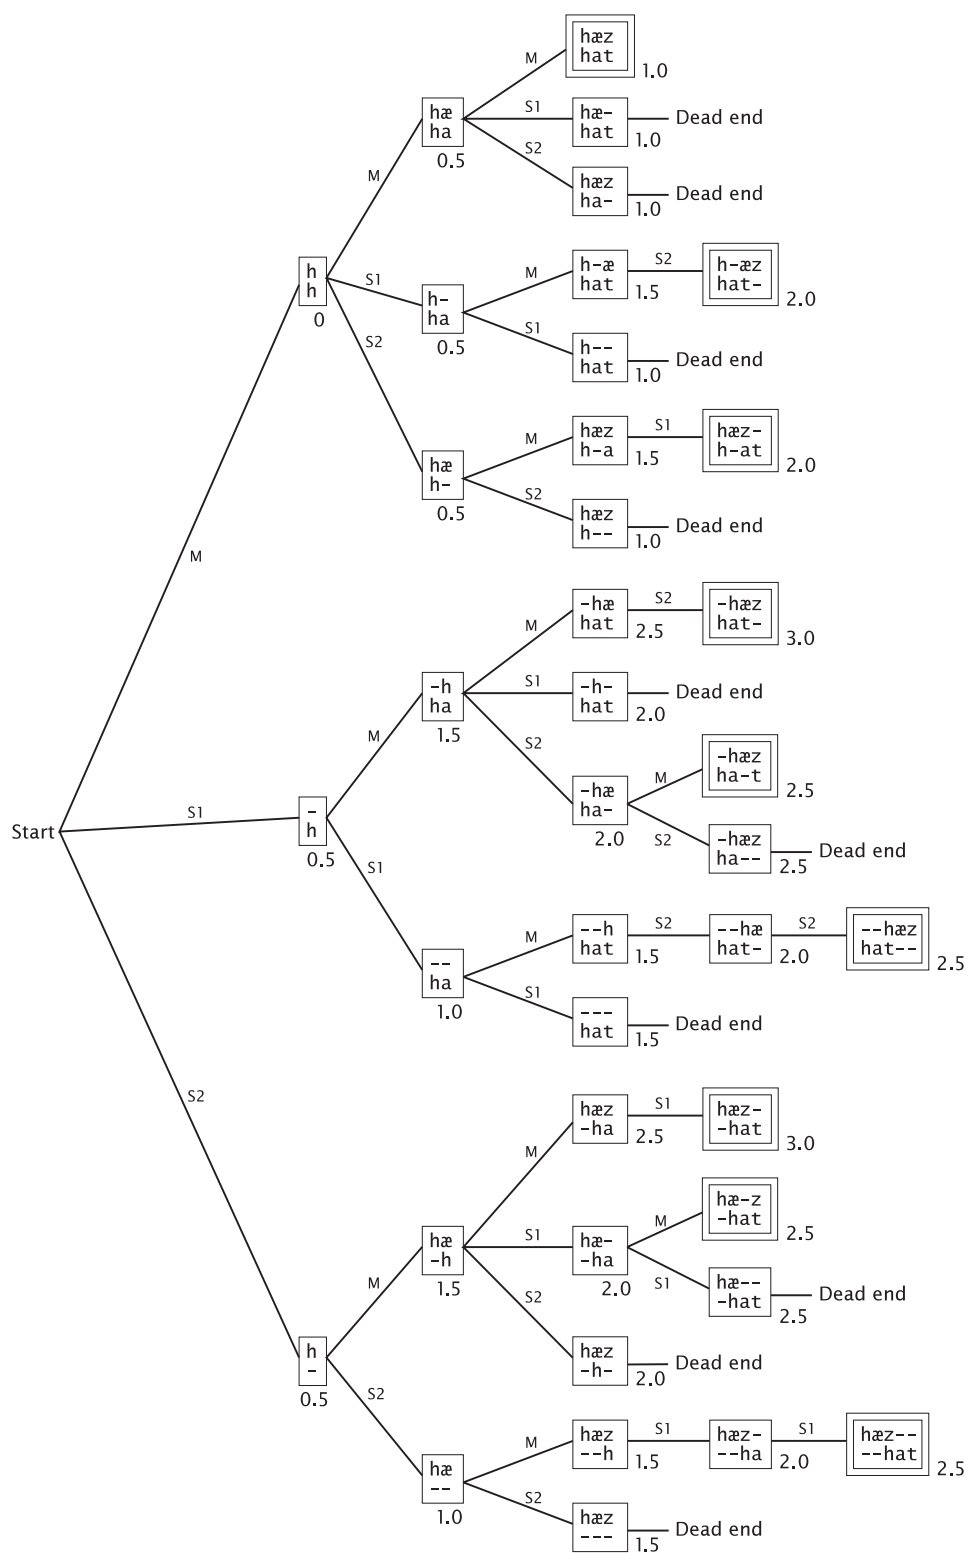 hæz
hat
1.0
M
hæ
ha
0.5
S1
hæ-
hat
1.0
Dead end
S2
hæz
ha-
1.0
Dead end
M
h
h
0
S1
h-
ha
0.5
M
h-æ
hat
1.5
S2
h-æz
hat-
2.0
S1
h--
hat
1.0
Dead end
S2
hæ
h-
0.5
M
hæz
h-a
1.5
S1
hæz-
h-at
2.0
S2
hæz
h--
1.0
Dead end
M
Start
S1
-
h
0.5
M
-h
ha
1.5
M
-hæ
hat
2.5
S2
-hæz
hat-
3.0
S1
-h-
hat
2.0
Dead end
S2
-hæ
ha-
2.0
M
-hæz
ha-t
2.5
S2
-hæz
ha--
2.5
Dead end
S1
--
ha
1.0
M
--h
hat
1.5
S2
--hæ
hat-
2.0
S2
--hæz
hat--
2.5
S1
---
hat
1.5
Dead end
S2
h
-
0.5
M
hæ
-h
1.5
M
hæz
-ha
2.5
S1
hæz-
-hat
3.0
S1
hæ-
-ha
2.0
M
hæ-z
-hat
2.5
S1
hæ--
-hat
2.5
Dead end
S2
hæz
-h-
2.0
Dead end
S2
hæ
--
1.0
M
hæz
--h
1.5
S1
hæz-
--ha
2.0
S1
hæz--
--hat
2.5
S2
hæz
---
1.5
Dead end